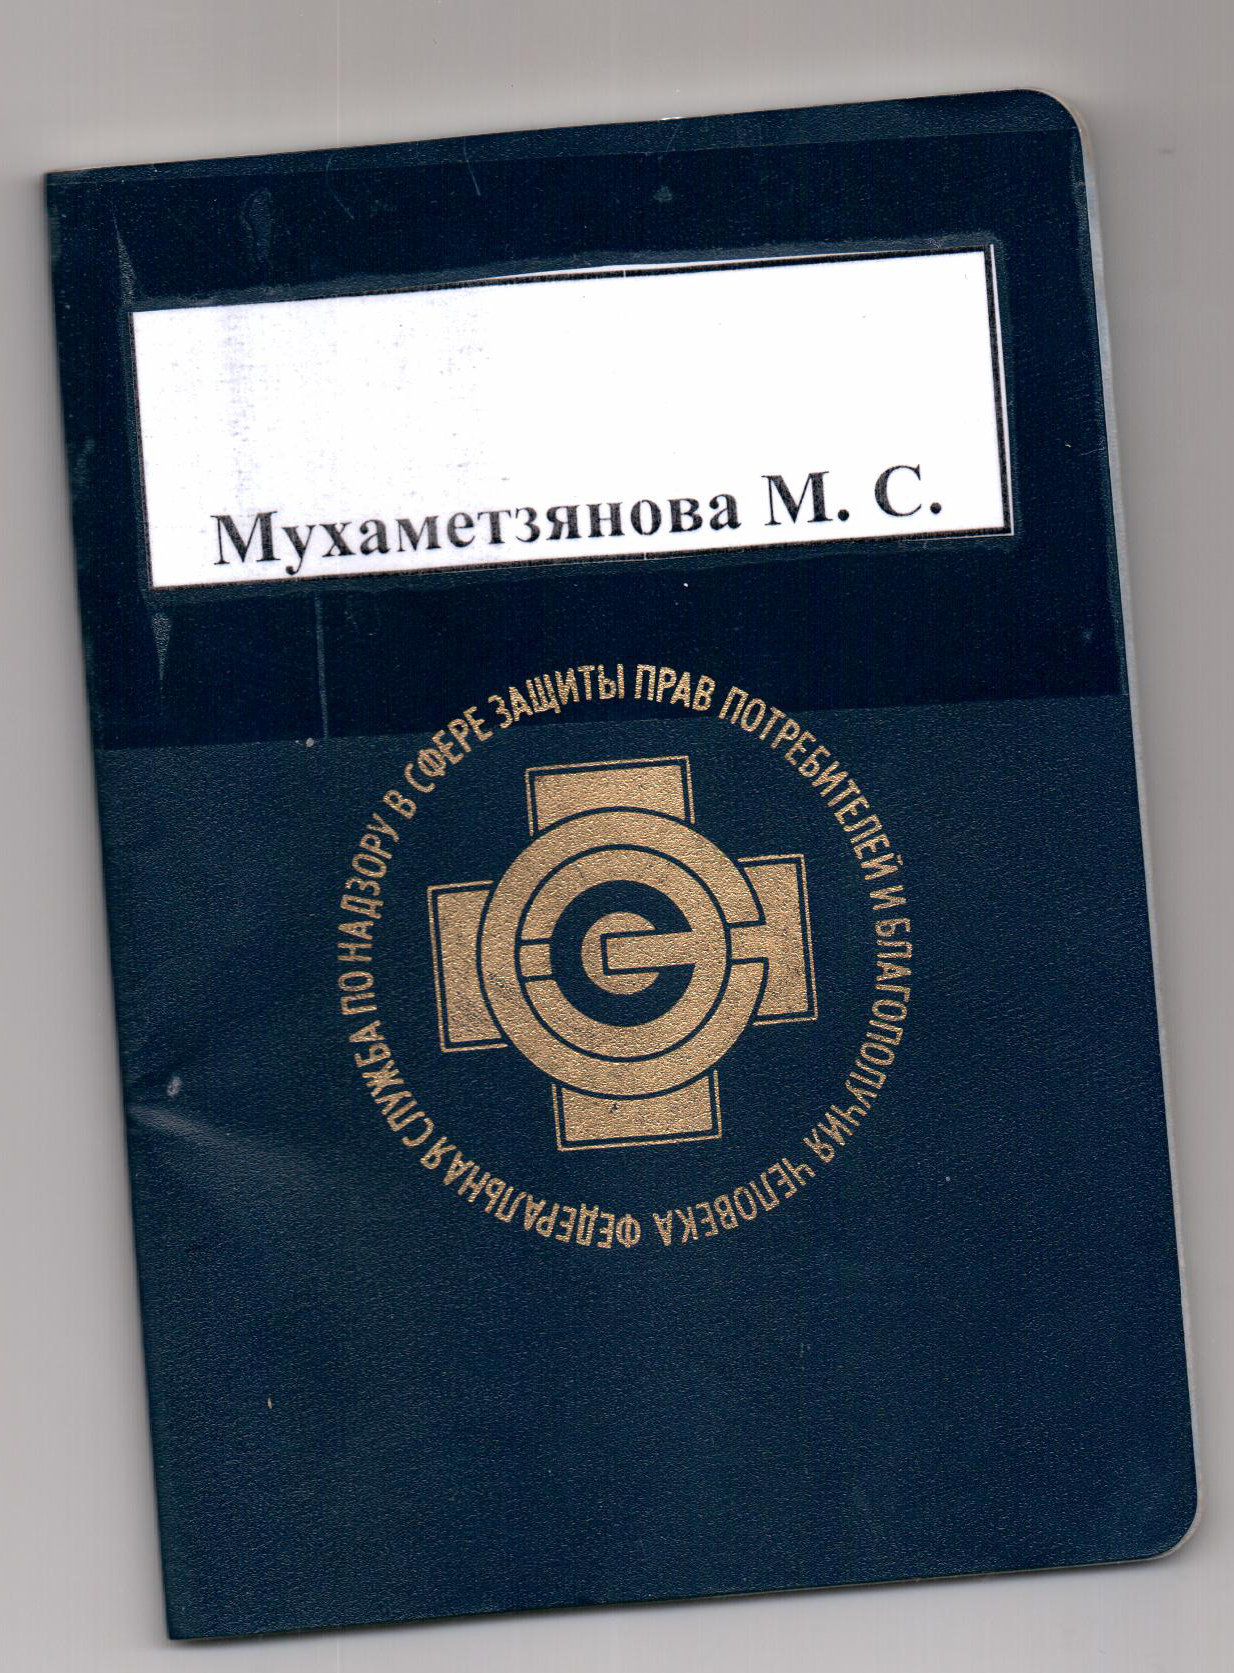 Мухаметзянова М. С.
ФЕДЕРАЛЬНАЯ СЛУЖБА ПО НАДЗОРУ В СФЕРЕ ЗАЩИТЫ ПРАВ ПОТРЕБИТЕЛЕЙ И БЛАГОПОЛУЧИЯ ЧЕЛОВЕКА